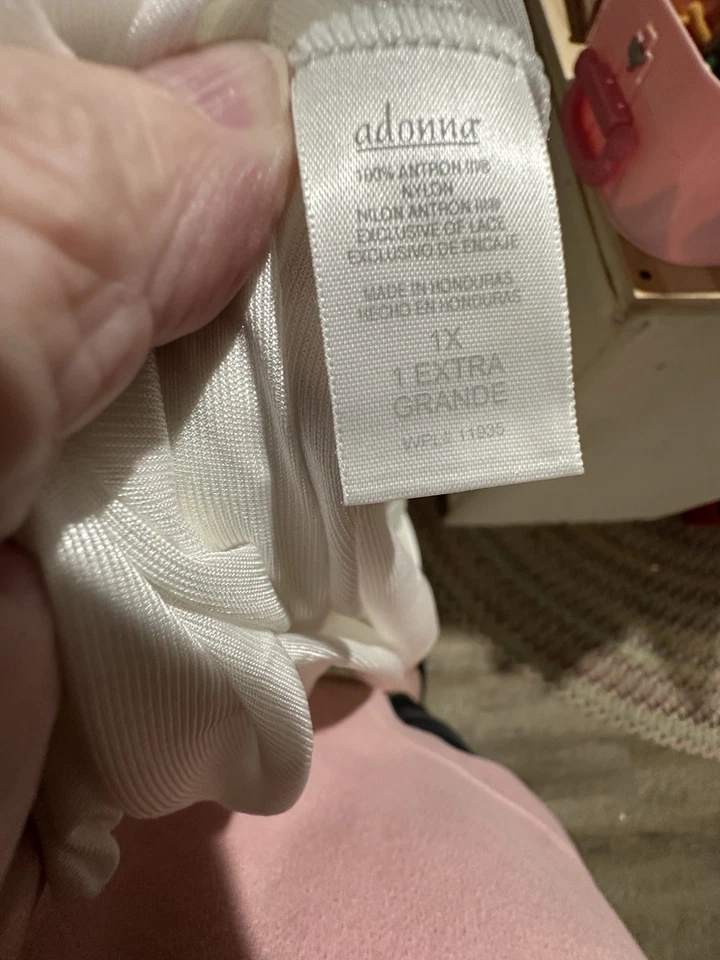 adonna
100% ANTRON III®
NYLON
NILON ANTRON III®
EXCLUSIVE OF LACE
EXCLUSIVO DE ENCAJE
MADE IN HONDURAS
HECHO EN HONDURAS
1X
1 EXTRA
GRANDE
WPL® 11935